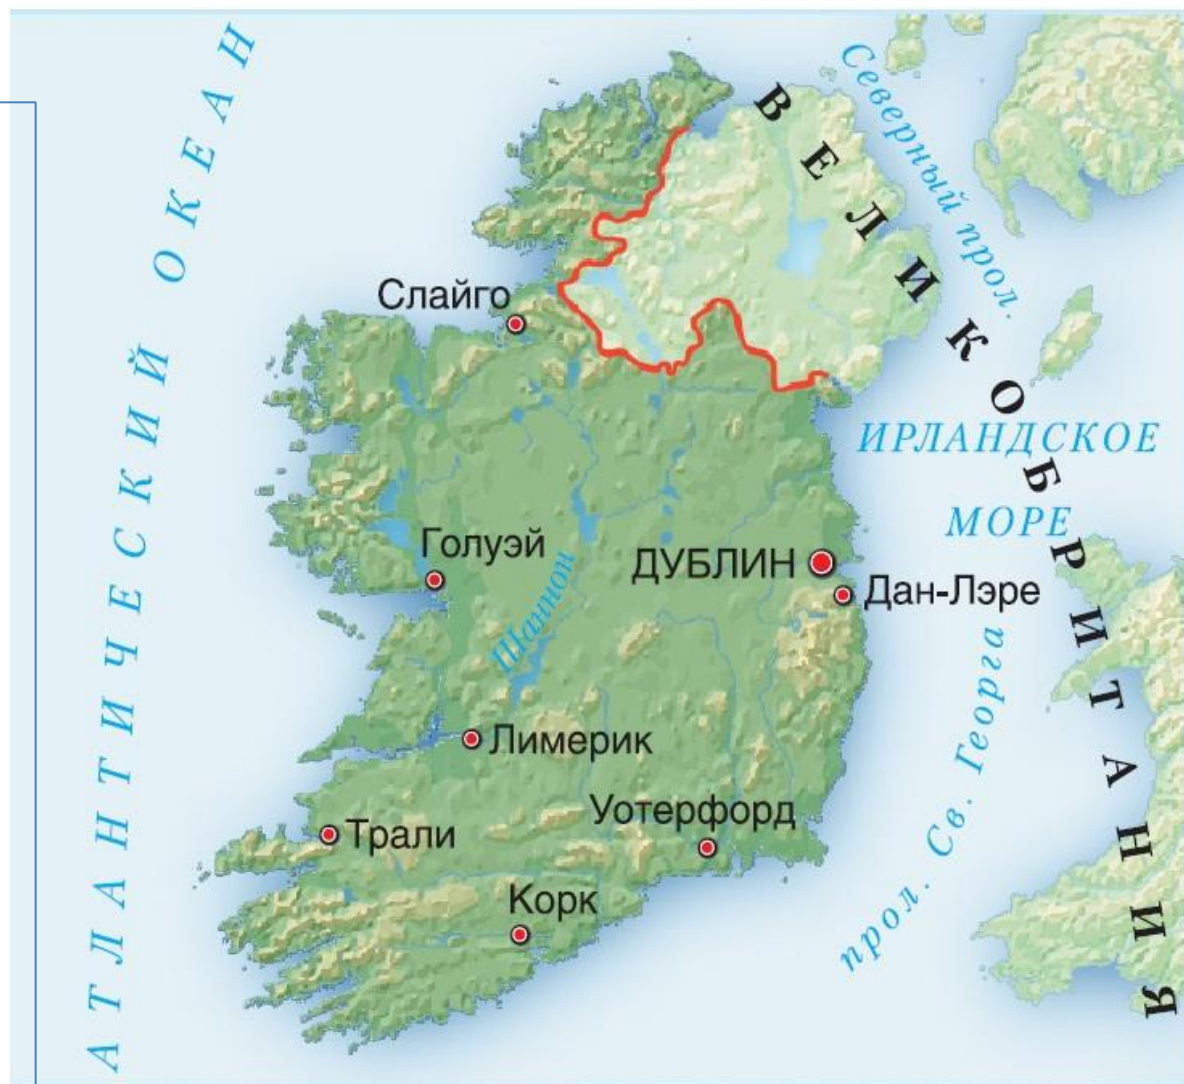 АТЛАНТИЧЕСКИЙ ОКЕАН
Северный прол.
ВЕЛИКОБРИТАНИЯ
Слайго
ИРЛАНДСКОЕ
МОРЕ
Голуэй
ДУБЛИН
Дан-Лэре
Шаннон
прол. Св. Георга
Лимерик
Уотерфорд
Трали
Корк